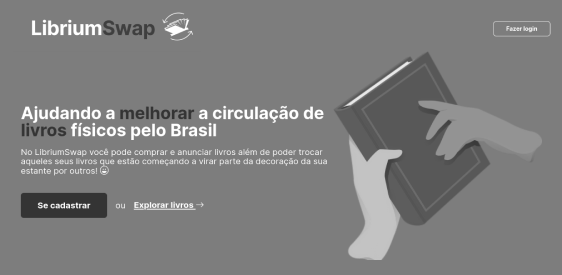 LibriumSwap
Fazer login
Ajudando a melhorar a circulação de
livros físicos pelo Brasil
No LibriumSwap você pode comprar e anunciar livros além de poder trocar
aqueles seus livros que estão começando a virar parte da decoração da sua
estante por outros! 😀
Se cadastrar ou Explorar livros →